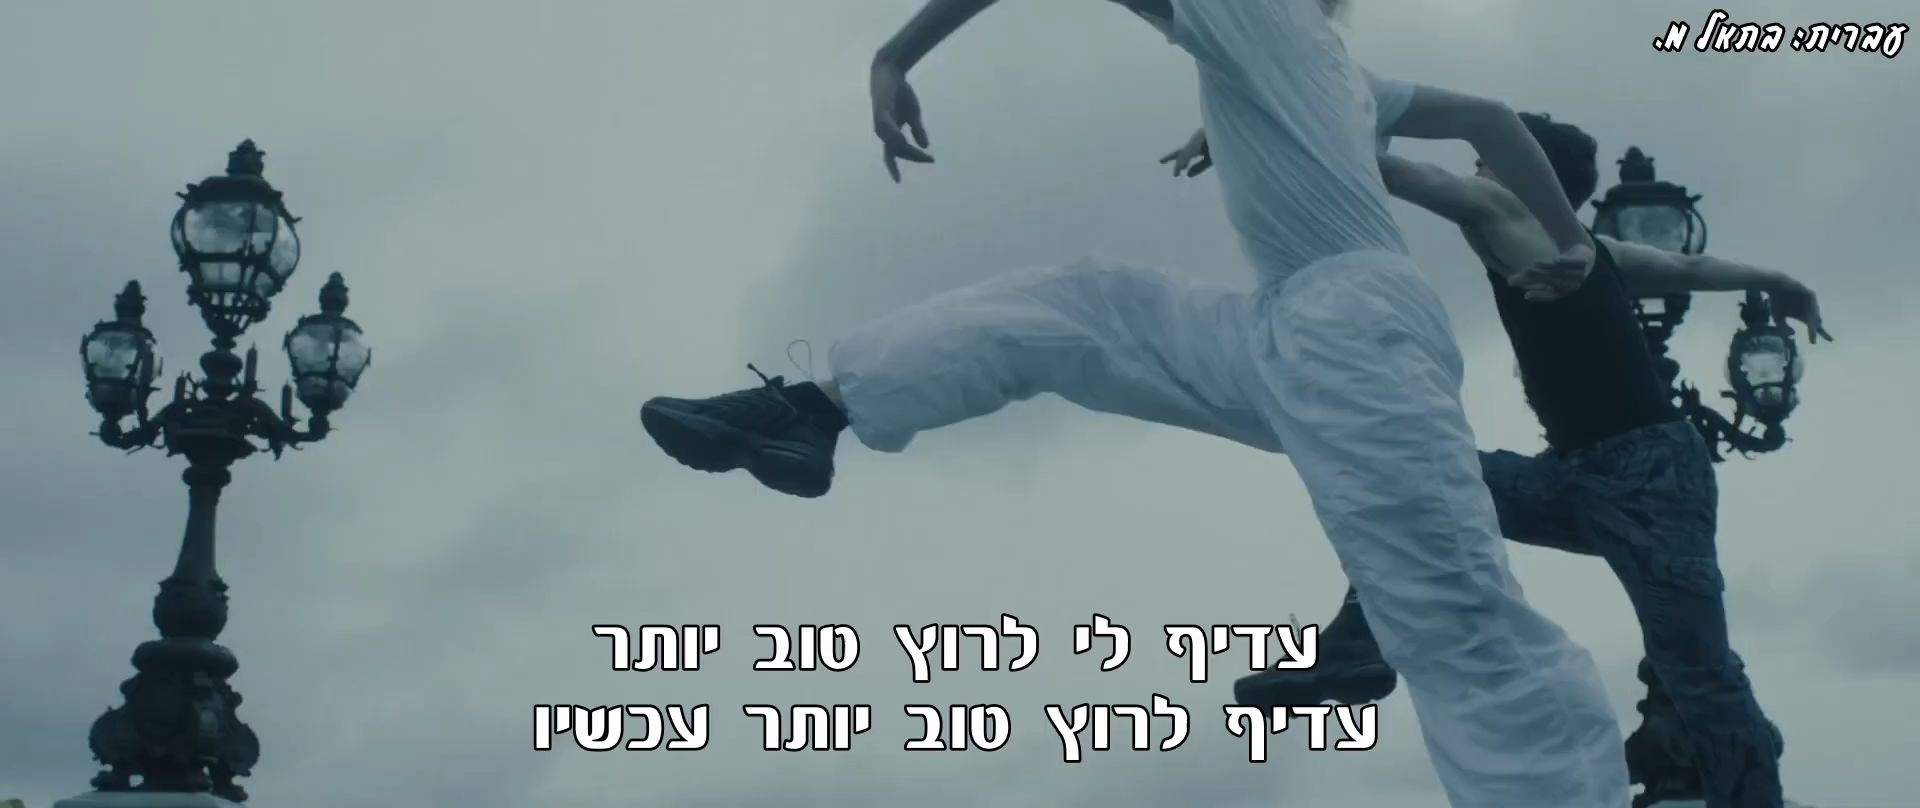 עברית: בתאל מ.
עדיף לי לרוץ טוב יותר
עדיף לרוץ טוב יותר עכשיו